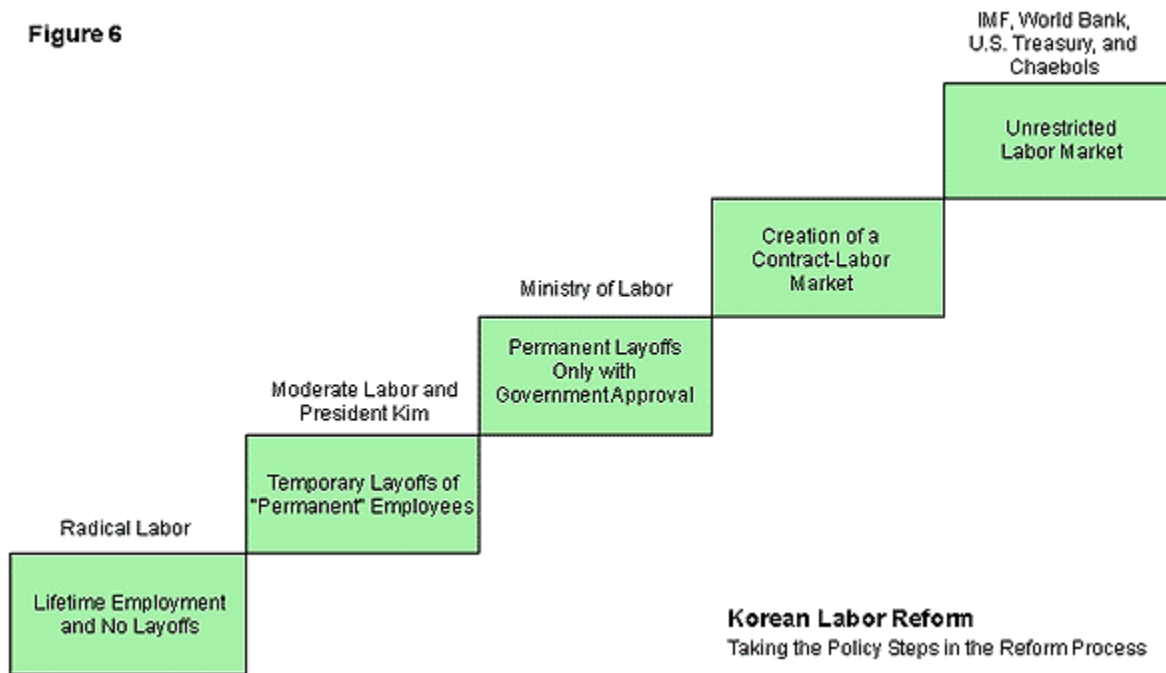 Figure 6
IMF, World Bank,
U.S. Treasury, and
Chaebols
Unrestricted
Labor Market
Creation of a
Contract-Labor
Market
Ministry of Labor
Permanent Layoffs
Only with
Government Approval
Moderate Labor and
President Kim
Temporary Layoffs of
"Permanent" Employees
Radical Labor
Lifetime Employment
and No Layoffs
Korean Labor Reform
Taking the Policy Steps in the Reform Process